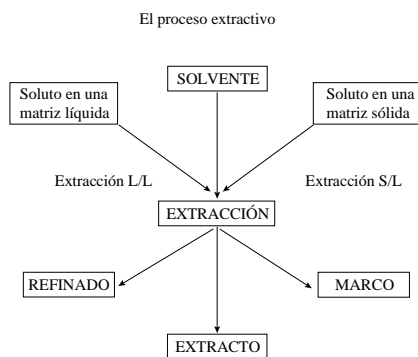 El proceso extractivo
SOLVENTE
Soluto en una
matriz líquida
Soluto en una
matriz sólida
Extracción L/L
Extracción S/L
EXTRACCIÓN
REFINADO
MARCO
EXTRACTO